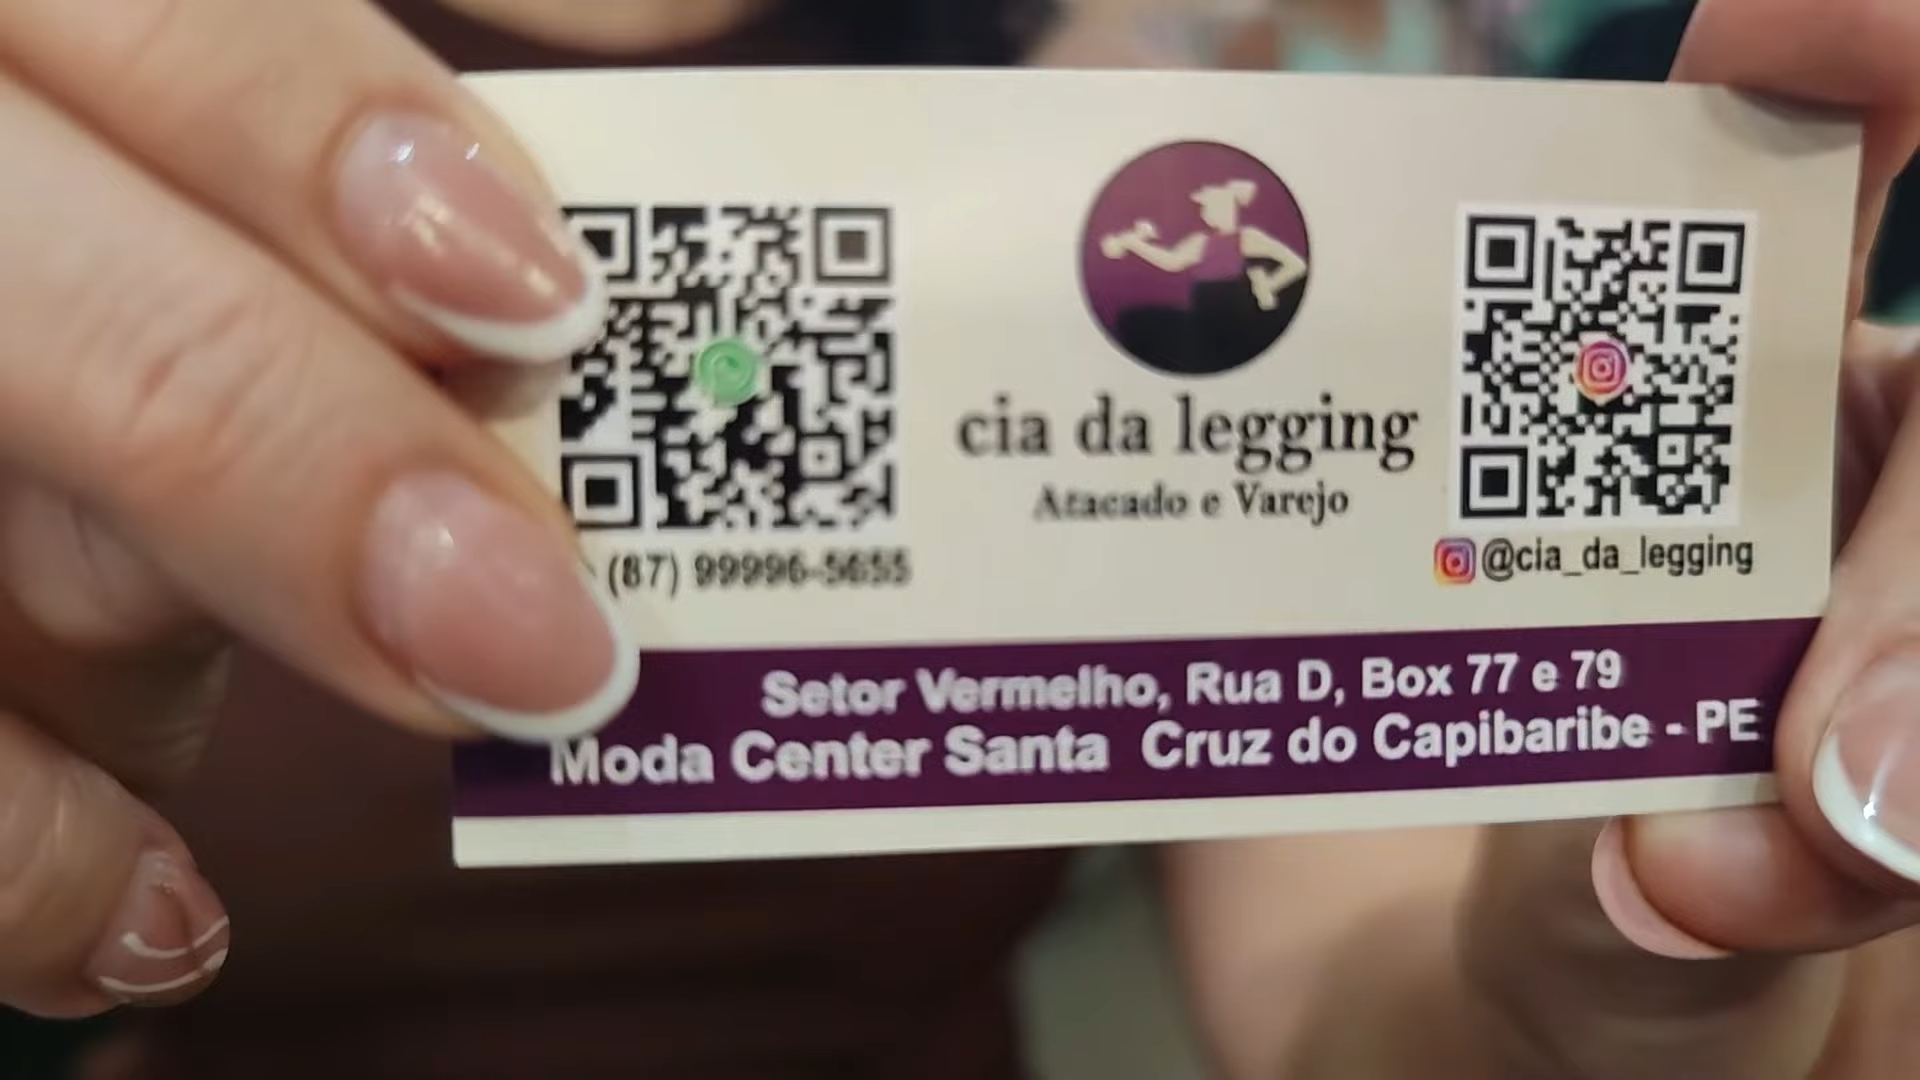 cia da legging
Atacado e Varejo
(87) 99996-5655
@cia_da_legging
Setor Vermelho, Rua D, Box 77 e 79
Moda Center Santa Cruz do Capibaribe - PE